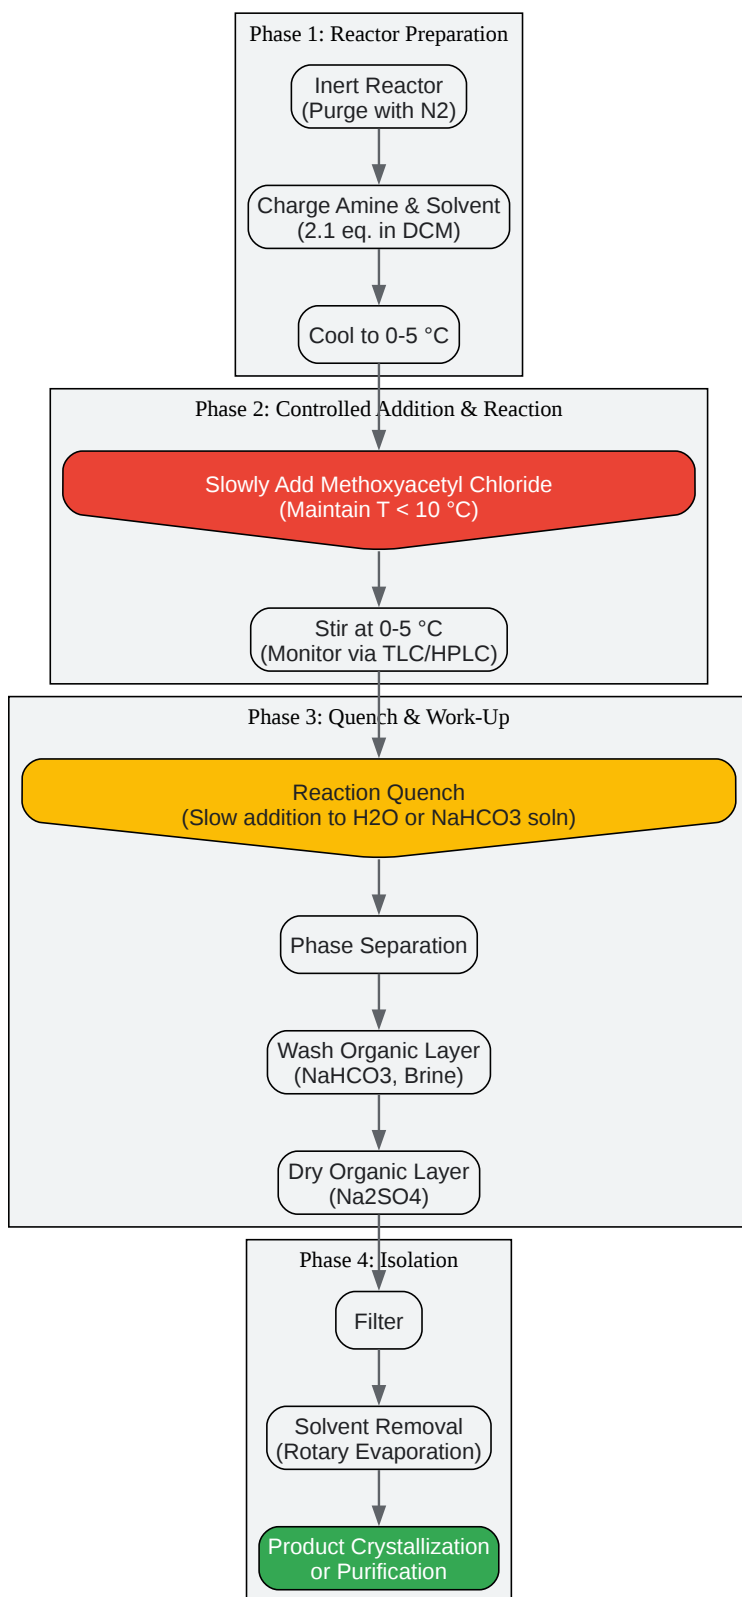 Phase 1: Reactor Preparation
Inert Reactor
(Purge with N2)
Charge Amine & Solvent
(2.1 eq. in DCM)
Cool to 0-5 °C
Phase 2: Controlled Addition & Reaction
Slowly Add Methoxyacetyl Chloride
(Maintain T < 10 °C)
Stir at 0-5 °C
(Monitor via TLC/HPLC)
Phase 3: Quench & Work-Up
Reaction Quench
(Slow addition to H2O or NaHCO3 soln)
Phase Separation
Wash Organic Layer
(NaHCO3, Brine)
Dry Organic Layer
(Na2SO4)
Phase 4: Isolation
Filter
Solvent Removal
(Rotary Evaporation)
Product Crystallization
or Purification